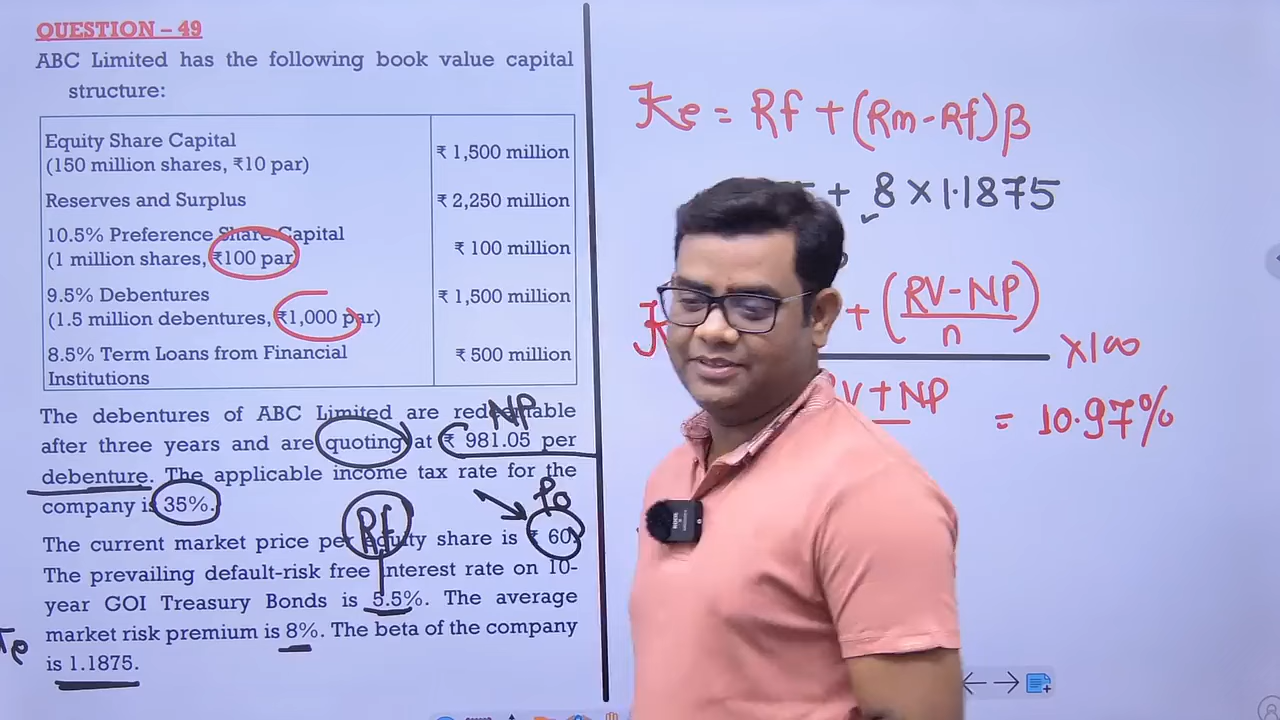 QUESTION – 49
ABC Limited has the following book value capital
structure:
Equity Share Capital
(150 million shares, ₹10 par)
₹ 1,500 million
Reserves and Surplus
₹ 2,250 million
10.5% Preference Share Capital
(1 million shares, ₹100 par)
₹ 100 million
9.5% Debentures
(1.5 million debentures, ₹1,000 par)
₹ 1,500 million
8.5% Term Loans from Financial
Institutions
₹ 500 million
The debentures of ABC Limited are redeemable
NP
after three years and are quoting at ₹ 981.05 per
debenture. The applicable income tax rate for the
company is 35%.
Po
Rf
The current market price per equity share is ₹ 60.
The prevailing default-risk free interest rate on 10-
year GOI Treasury Bonds is 5.5%. The average
market risk premium is 8%. The beta of the company
is 1.1875.
Ke = Rf + (Rm-Rf)β
+ 8 × 1.1875
+ (RV-NP)
n
×100
V + NP
= 10.97%